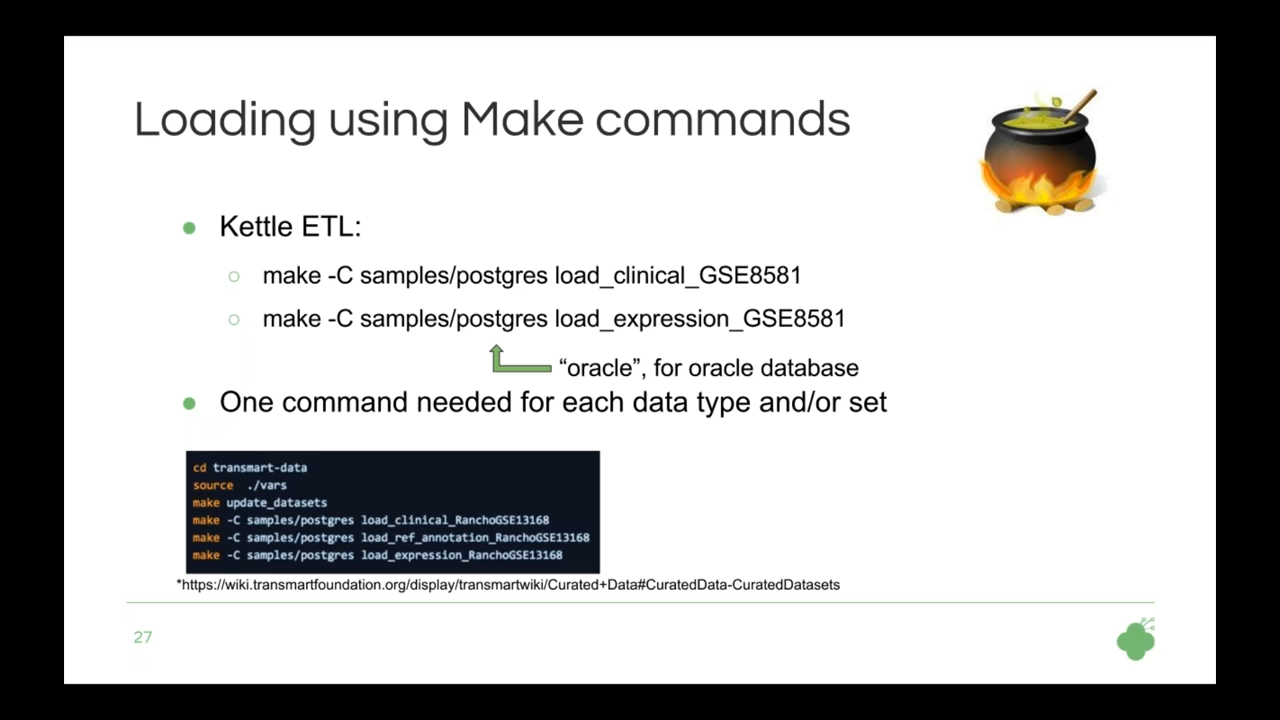 Loading using Make commands
Kettle ETL:
make -C samples/postgres load_clinical_GSE8581
make -C samples/postgres load_expression_GSE8581
“oracle”, for oracle database
One command needed for each data type and/or set
cd transmart-data
source ./vars
make update_datasets
make -C samples/postgres load_clinical_RanchoGSE13168
make -C samples/postgres load_ref_annotation_RanchoGSE13168
make -C samples/postgres load_expression_RanchoGSE13168
*https://wiki.transmartfoundation.org/display/transmartwiki/Curated+Data#CuratedData-CuratedDatasets
27